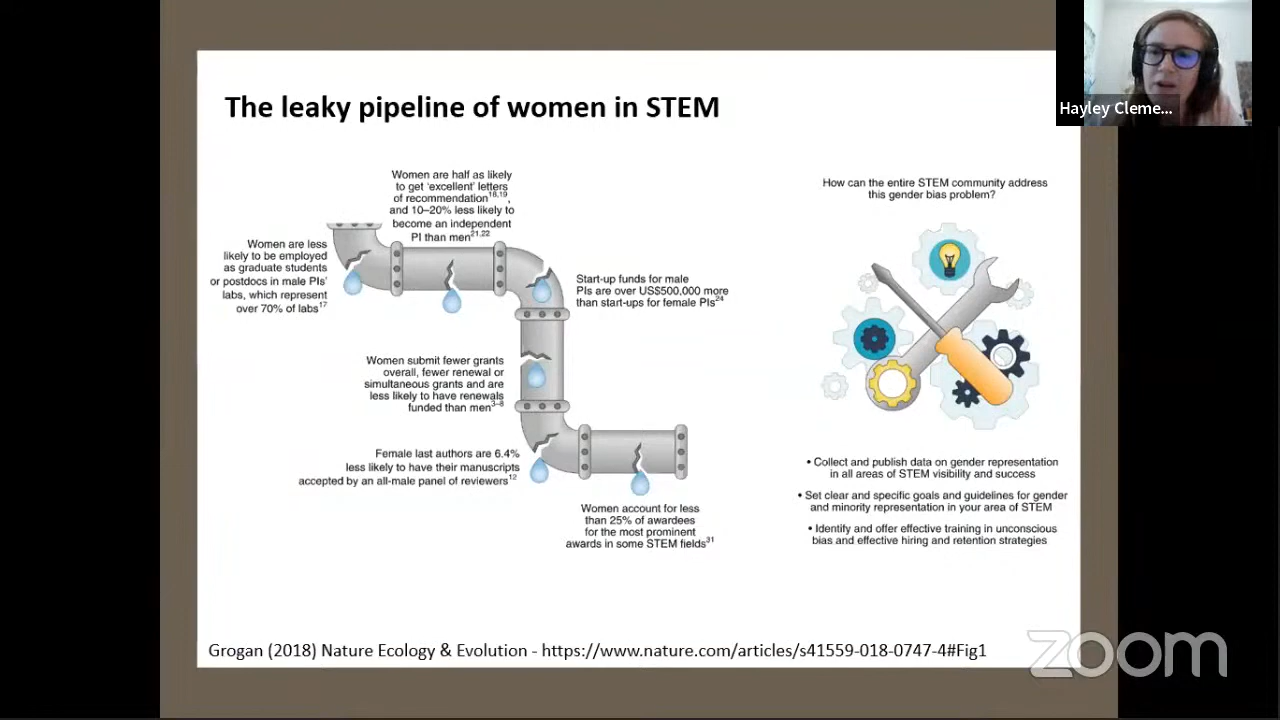 The leaky pipeline of women in STEM
Hayley Cleme...
Women are half as likely
to get ‘excellent’ letters
of recommendation18,19,
and 10–20% less likely to
become an independent
PI than men21,22
Women are less
likely to be employed
as graduate students
or postdocs in male PIs’
labs, which represent
over 70% of labs17
Start-up funds for male
PIs are over US$500,000 more
than start-ups for female PIs24
Women submit fewer grants
overall, fewer renewal or
simultaneous grants and are
less likely to have renewals
funded than men3–8
Female last authors are 6.4%
less likely to have their manuscripts
accepted by an all-male panel of reviewers12
Women account for less
than 25% of awardees
for the most prominent
awards in some STEM fields31
How can the entire STEM community address
this gender bias problem?
• Collect and publish data on gender representation
in all areas of STEM visibility and success
• Set clear and specific goals and guidelines for gender
and minority representation in your area of STEM
• Identify and offer effective training in unconscious
bias and effective hiring and retention strategies
Grogan (2018) Nature Ecology & Evolution - https://www.nature.com/articles/s41559-018-0747-4#Fig1
zoom